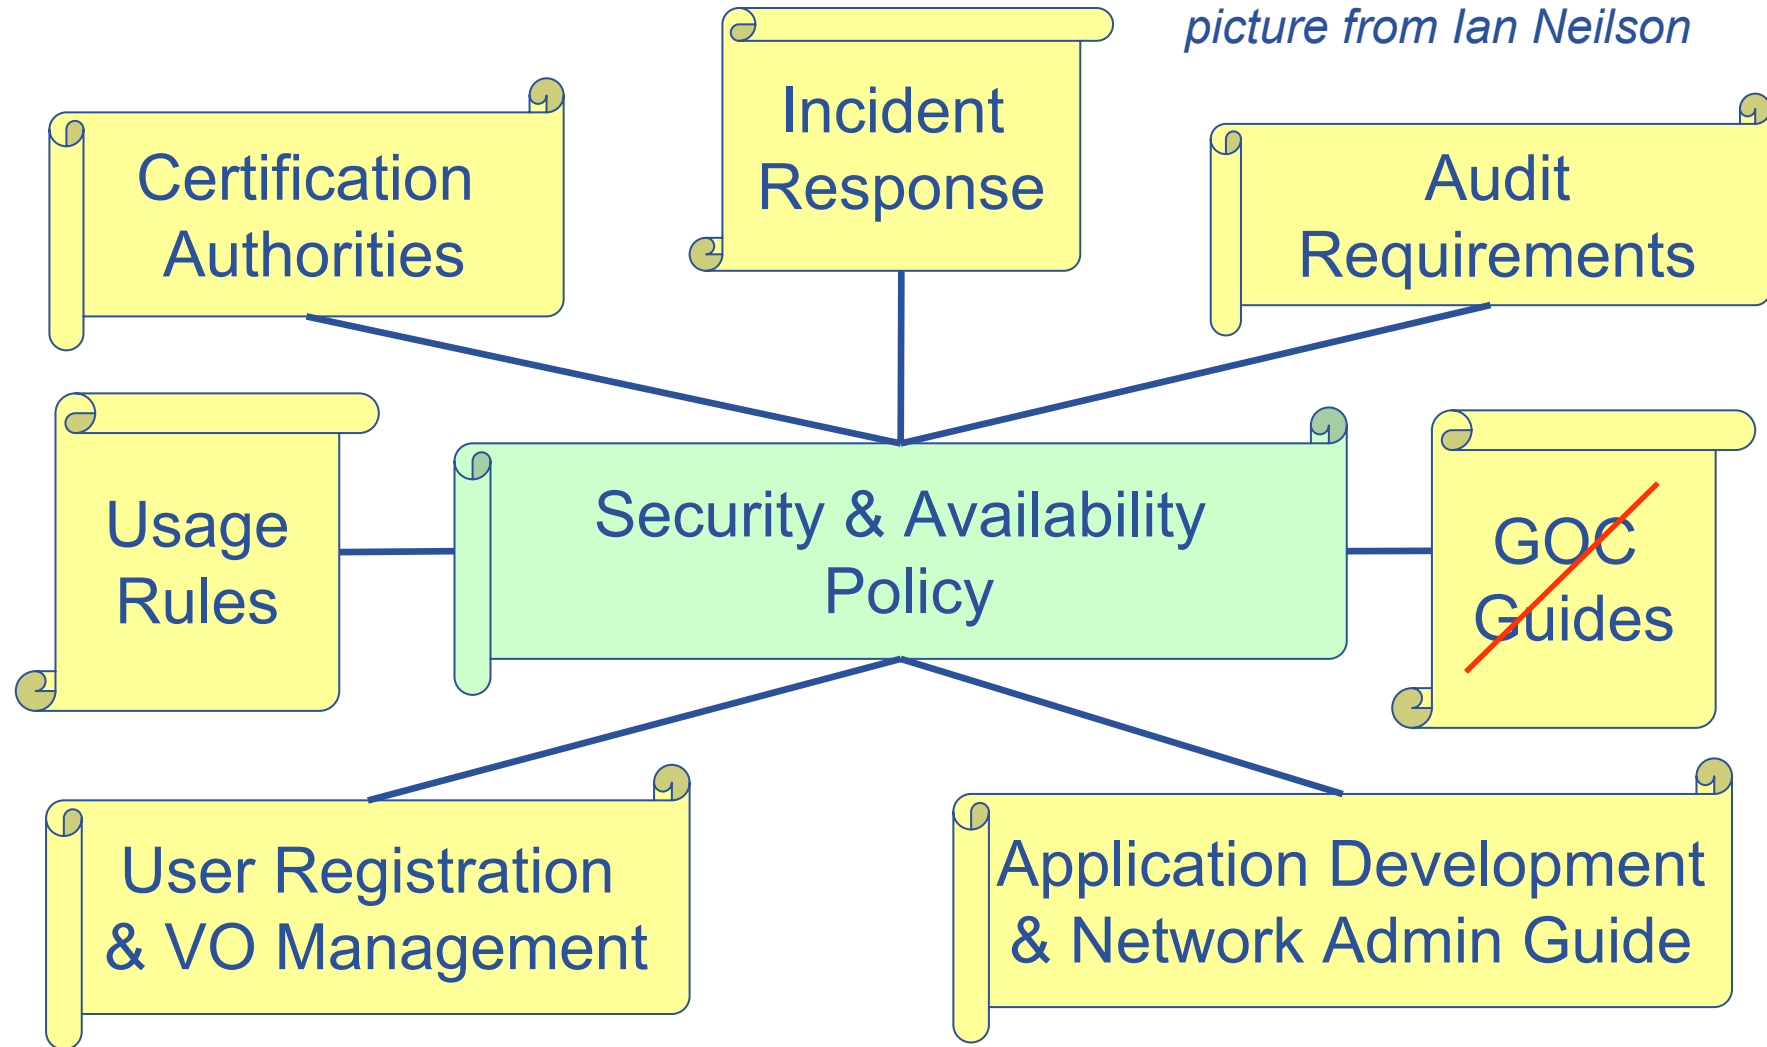 picture from Ian Neilson
Incident
Response
Certification
Authorities
Audit
Requirements
Usage
Rules
Security & Availability
Policy
GOC
Guides
User Registration
& VO Management
Application Development
& Network Admin Guide